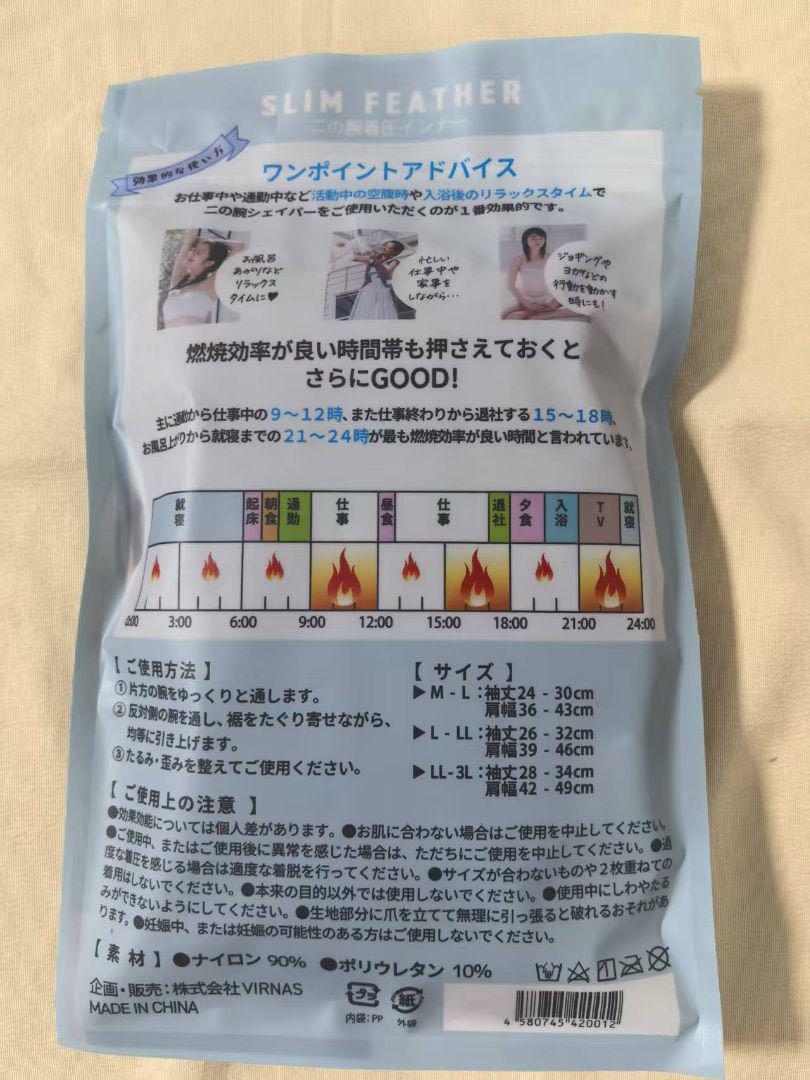 SLIM FEATHER
二の腕着圧インナー
効果的な使い方
ワンポイントアドバイス
お仕事中や通勤中など活動中の空腹時や入浴後のリラックスタイムで
二の腕シェイパーをご使用いただくのが1番効果的です。
お風呂
あがりなど
リラックス
タイムに♥
忙しい
仕事中や
家事を
しながら・・・
ジョギングや
ヨガなどの
行動を動かす
時にも!
燃焼効率が良い時間帯も押さえておくと
さらにGOOD!
主に通勤から仕事中の9〜12時、また仕事終わりから退社する15〜18時、
お風呂上がりから就寝までの21〜24時が最も燃焼効率が良い時間と言われています。
就寝 起床 朝食 通勤 仕事 昼食 仕事 退社 夕食 入浴 TV 就寝
0:00 3:00 6:00 9:00 12:00 15:00 18:00 21:00 24:00
【ご使用方法】
①片方の腕をゆっくりと通します。
②反対側の腕を通し、裾をたぐり寄せながら、
均等に引き上げます。
③たるみ・歪みを整えてご使用ください。
【サイズ】
▶M-L:袖丈24-30cm
肩幅36-43cm
▶L-LL:袖丈26-32cm
肩幅39-46cm
▶LL-3L:袖丈28-34cm
肩幅42-49cm
【ご使用上の注意】
●効果効能については個人差があります。●お肌に合わない場合はご使用を中止してください。
●ご使用中、またはご使用後に異常を感じた場合は、ただちにご使用を中止してください。●過
度な着圧を感じる場合は適度な着脱を行ってください。●サイズが合わないものや2枚重ねての
着用はしないでください。●本来の目的以外では使用しないでください。●使用中にしわやたる
みができないようにしてください。●生地部分に爪を立てて無理に引っ張ると破れるおそれがあ
ります。●妊娠中、または妊娠の可能性のある方はご使用しないでください。
【素材】●ナイロン 90% ●ポリウレタン 10%
企画・販売:株式会社VIRNAS
MADE IN CHINA
プラ
内袋:PP
紙
外袋
4 580745 420012